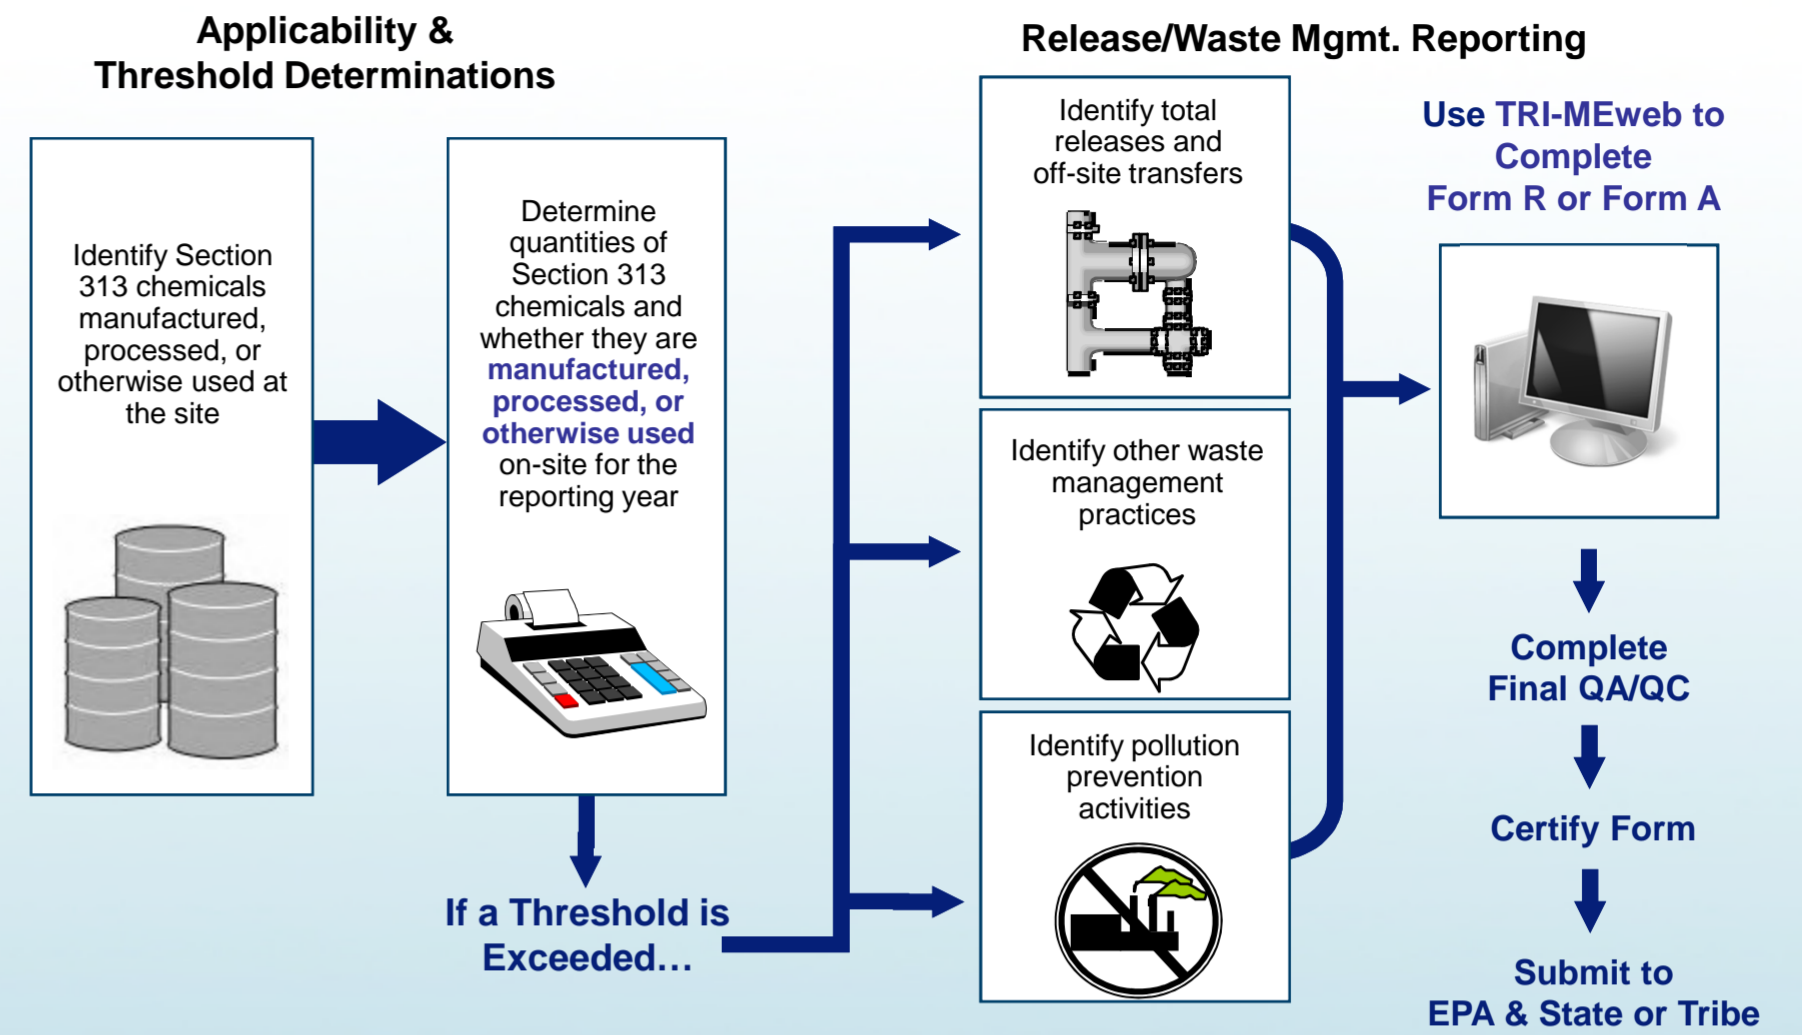 Applicability &
Threshold Determinations
Identify Section
313 chemicals
manufactured,
processed, or
otherwise used at
the site
Determine
quantities of
Section 313
chemicals and
whether they are
manufactured,
processed, or
otherwise used
on-site for the
reporting year
If a Threshold is
Exceeded…
Release/Waste Mgmt. Reporting
Identify total
releases and
off-site transfers
Identify other waste
management
practices
Identify pollution
prevention
activities
Use TRI-MEweb to
Complete
Form R or Form A
Complete
Final QA/QC
Certify Form
Submit to
EPA & State or Tribe